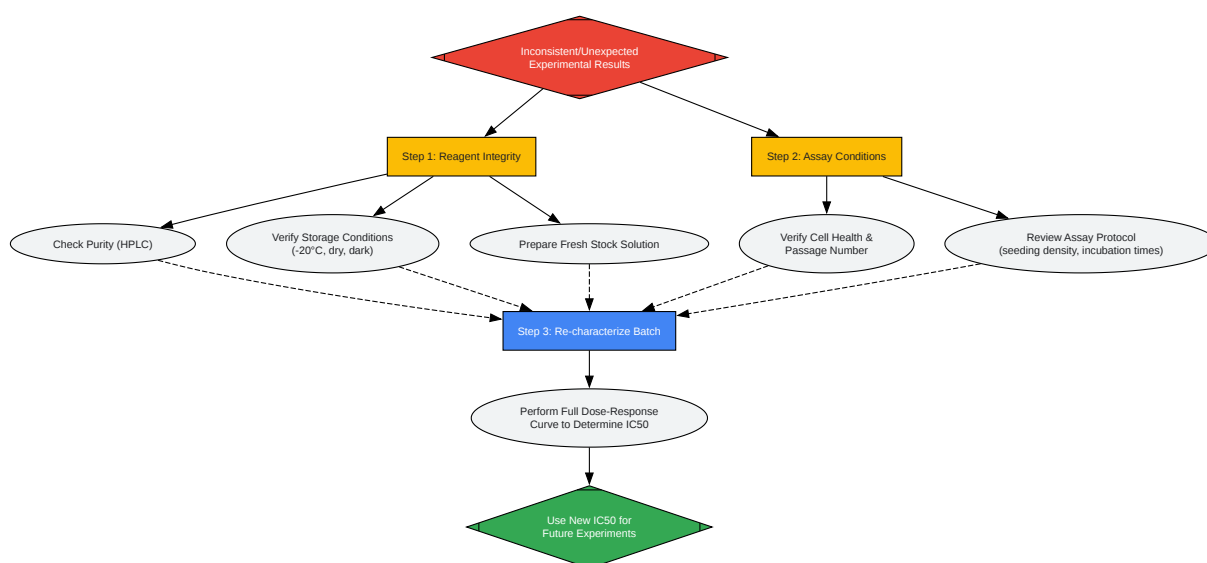 Inconsistent/Unexpected
Experimental Results
Step 1: Reagent Integrity
Step 2: Assay Conditions
Check Purity (HPLC)
Verify Storage Conditions
(-20°C, dry, dark)
Prepare Fresh Stock Solution
Verify Cell Health &
Passage Number
Review Assay Protocol
(seeding density, incubation times)
Step 3: Re-characterize Batch
Perform Full Dose-Response
Curve to Determine IC50
Use New IC50 for
Future Experiments